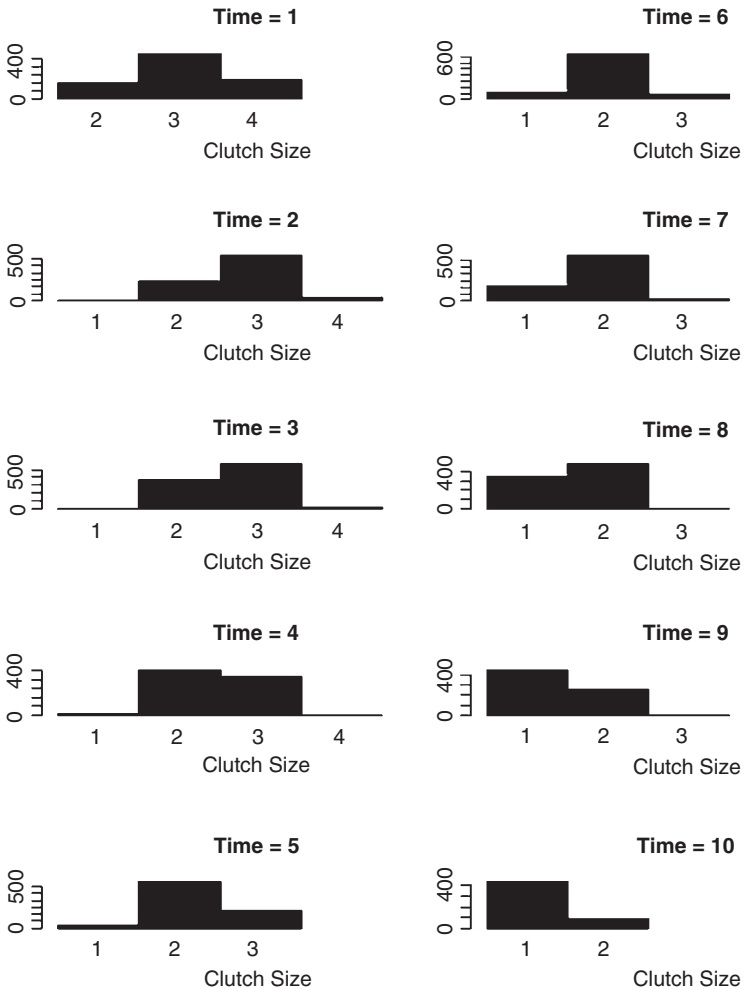 Time = 1
400
0
2 3 4
Clutch Size
Time = 2
500
0
1 2 3 4
Clutch Size
Time = 3
500
0
1 2 3 4
Clutch Size
Time = 4
400
0
1 2 3 4
Clutch Size
Time = 5
500
0
1 2 3
Clutch Size
Time = 6
600
0
1 2 3
Clutch Size
Time = 7
500
0
1 2 3
Clutch Size
Time = 8
400
0
1 2 3
Clutch Size
Time = 9
400
0
1 2 3
Clutch Size
Time = 10
400
0
1 2
Clutch Size